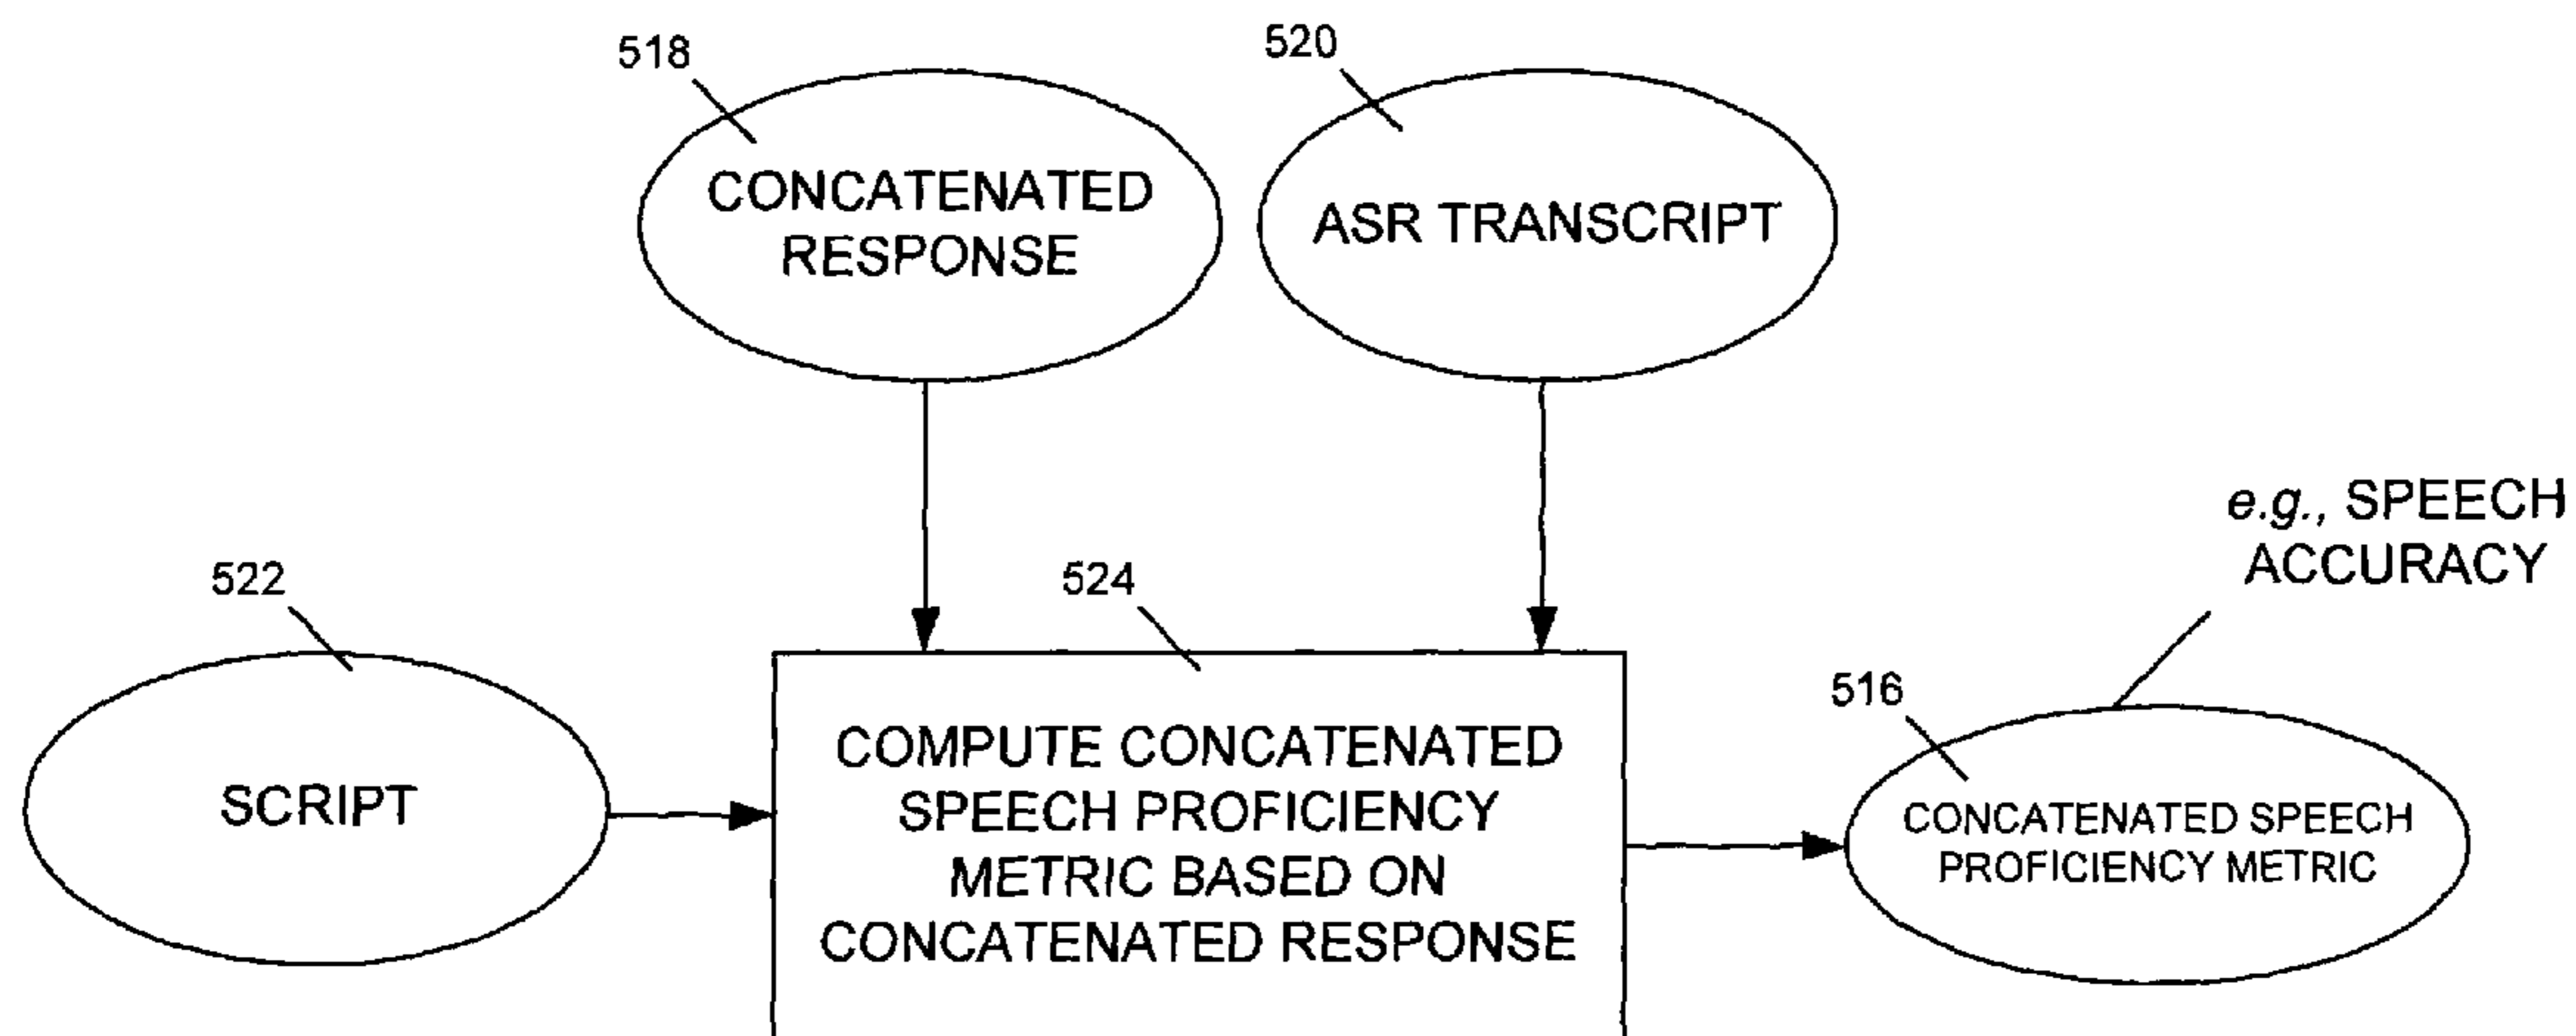 518
520
CONCATENATED
RESPONSE
ASR TRANSCRIPT
e.g., SPEECH
ACCURACY
522
524
516
SCRIPT
COMPUTE CONCATENATED
SPEECH PROFICIENCY
METRIC BASED ON
CONCATENATED RESPONSE
CONCATENATED SPEECH
PROFICIENCY METRIC